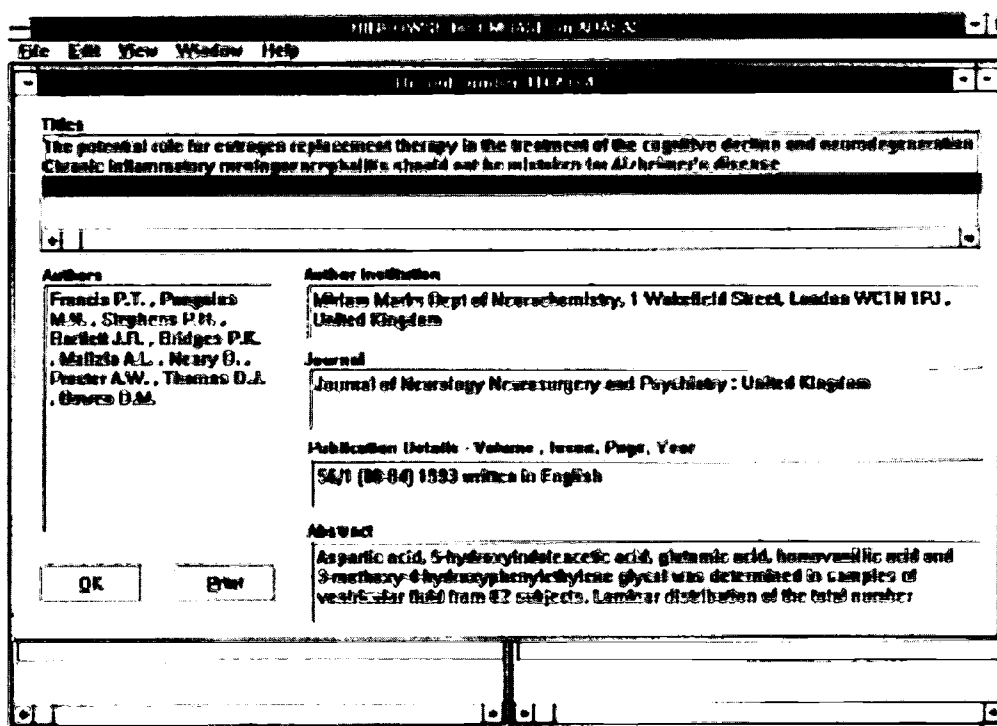 File Edit View Window Help
Titles
The potential role for estrogen replacement therapy in the treatment of the cognitive decline and neurodegeneration
Chronic inflammatory meningoencephalitis should not be mistaken for Alzheimer's disease
Authors
Francis P.T. , Pangalos
M.N. , Stephens P.H. ,
Bartlett J.R. , Bridges P.K.
, Malizia A.L. , Neary D. ,
Procter A.W. , Thomas D.J.
, Bowen D.M.
Author Institution
Miriam Marks Dept of Neurochemistry, 1 Wakefield Street, London WC1N 1PJ ,
United Kingdom
Journal
Journal of Neurology Neurosurgery and Psychiatry : United Kingdom
Publication Details - Volume , Issue, Page, Year
56/1 (80-84) 1993 written in English
Abstract
Aspartic acid, 5-hydroxyindoleacetic acid, glutamic acid, homovanillic acid and
3-methoxy-4-hydroxyphenylethylene glycol was determined in samples of
ventricular fluid from 82 subjects. Laminar distribution of the total number
OK
Print